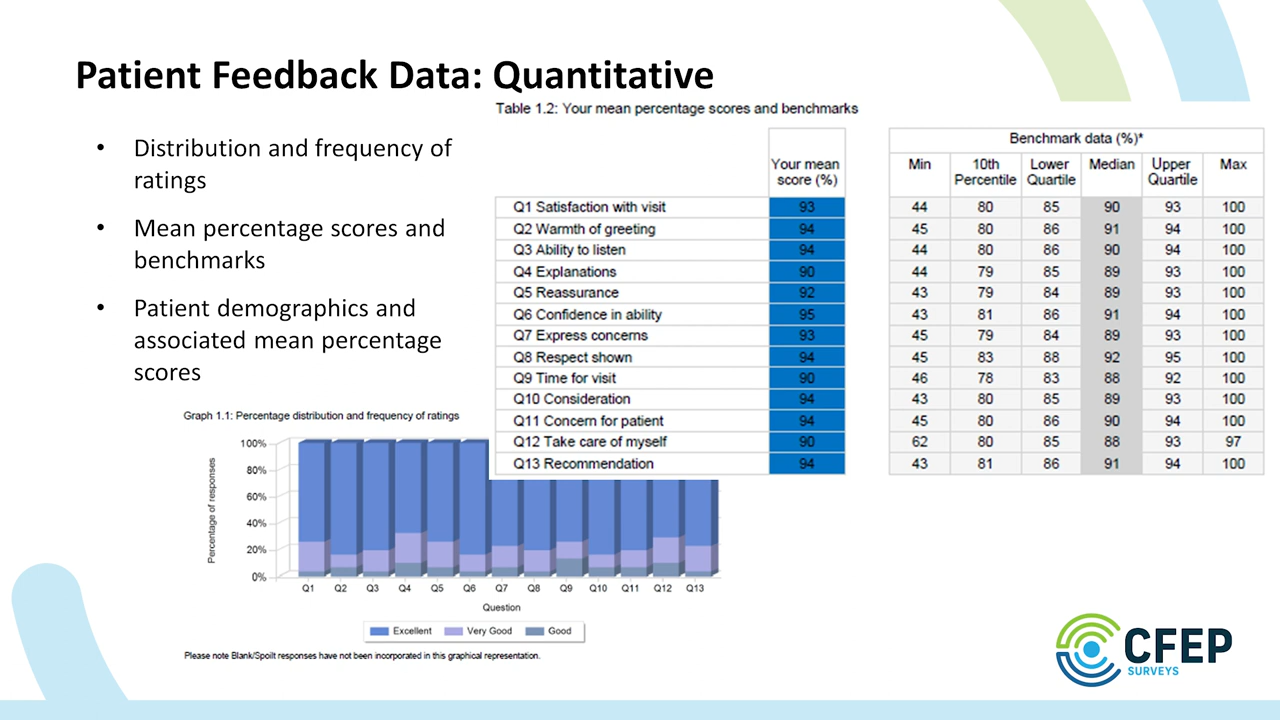 Patient Feedback Data: Quantitative
• Distribution and frequency of
ratings
• Mean percentage scores and
benchmarks
• Patient demographics and
associated mean percentage
scores
Table 1.2: Your mean percentage scores and benchmarks
Your mean
score (%)
Benchmark data (%)*
Min 10th Percentile Lower Quartile Median Upper Quartile Max
Q1 Satisfaction with visit 93 44 80 85 90 93 100
Q2 Warmth of greeting 94 45 80 86 91 94 100
Q3 Ability to listen 94 44 80 86 90 94 100
Q4 Explanations 90 44 79 85 89 93 100
Q5 Reassurance 92 43 79 84 89 93 100
Q6 Confidence in ability 95 43 81 86 91 94 100
Q7 Express concerns 93 45 79 84 89 93 100
Q8 Respect shown 94 45 83 88 92 95 100
Q9 Time for visit 90 46 78 83 88 92 100
Q10 Consideration 94 43 80 85 89 93 100
Q11 Concern for patient 94 45 80 86 90 94 100
Q12 Take care of myself 90 62 80 85 88 93 97
Q13 Recommendation 94 43 81 86 91 94 100
Graph 1.1: Percentage distribution and frequency of ratings
Percentage of responses
100%
80%
60%
40%
20%
0%
Q1 Q2 Q3 Q4 Q5 Q6 Q7 Q8 Q9 Q10 Q11 Q12 Q13
Question
Excellent Very Good Good
Please note Blank/Spoilt responses have not been incorporated in this graphical representation.
CFEP
SURVEYS